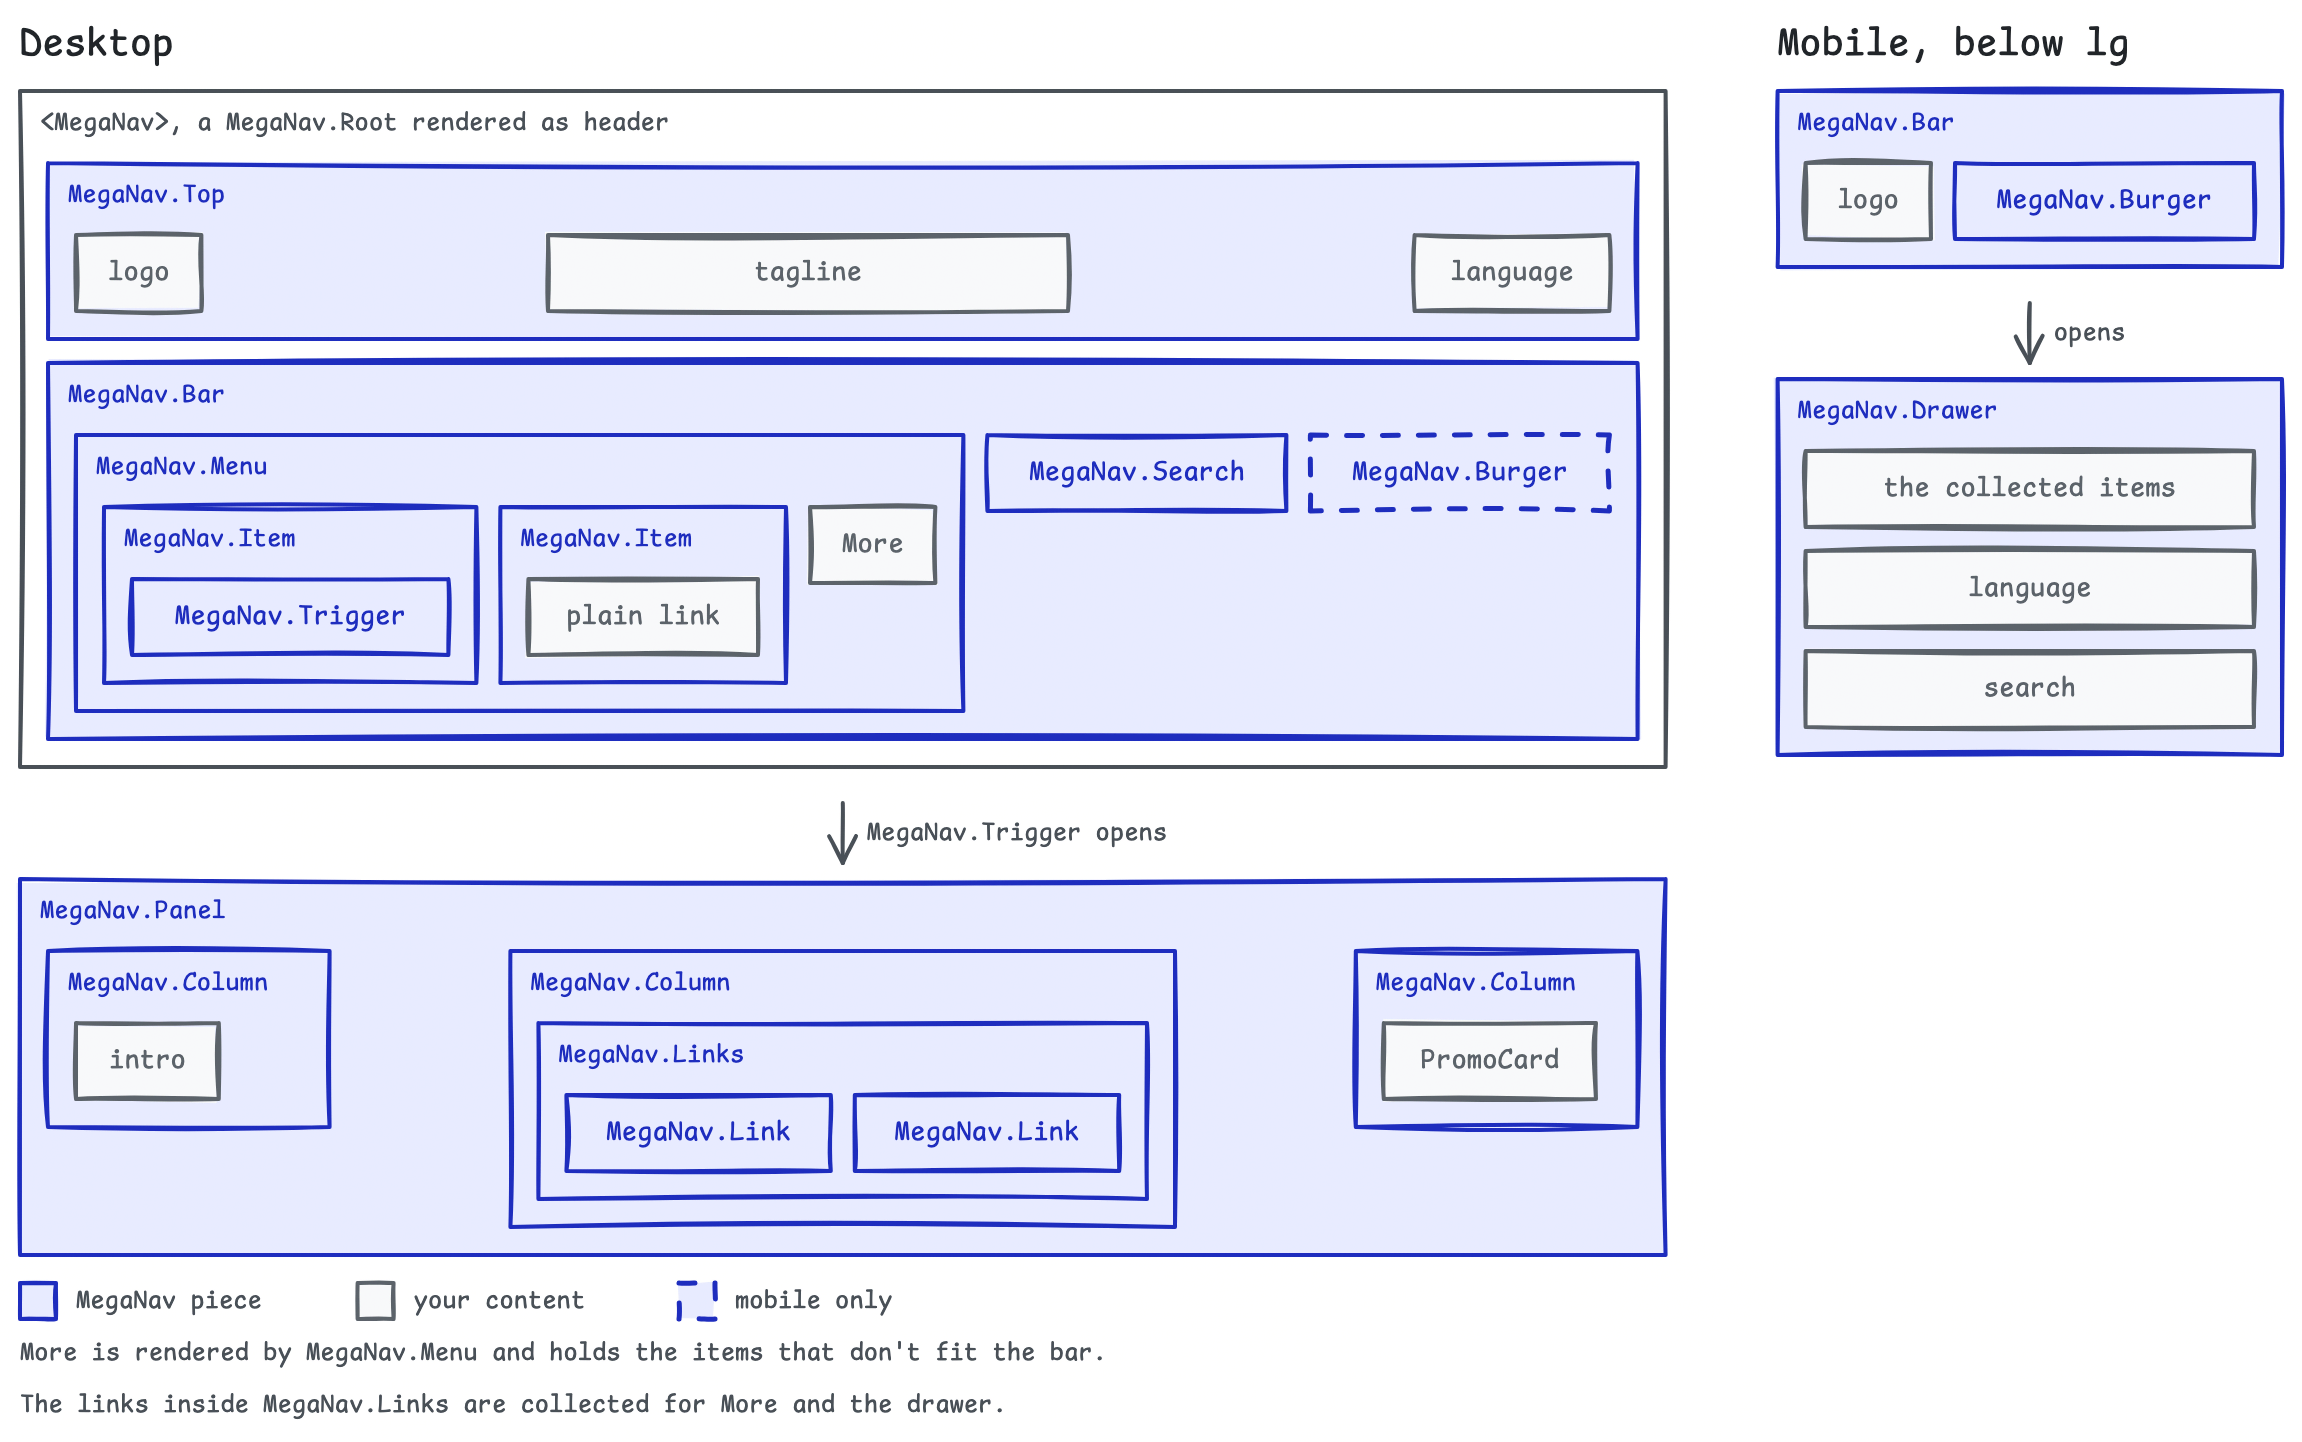 Desktop
<MegaNav>, a MegaNav.Root rendered as header
MegaNav.Top
logo
tagline
language
MegaNav.Bar
MegaNav.Menu
MegaNav.Search
MegaNav.Burger
MegaNav.Item
MegaNav.Item
More
MegaNav.Trigger
plain link
MegaNav.Trigger opens
MegaNav.Panel
MegaNav.Column
intro
MegaNav.Column
MegaNav.Links
MegaNav.Link
MegaNav.Link
MegaNav.Column
PromoCard
MegaNav piece
your content
mobile only
More is rendered by MegaNav.Menu and holds the items that don't fit the bar.
The links inside MegaNav.Links are collected for More and the drawer.
Mobile, below lg
MegaNav.Bar
logo
MegaNav.Burger
opens
MegaNav.Drawer
the collected items
language
search